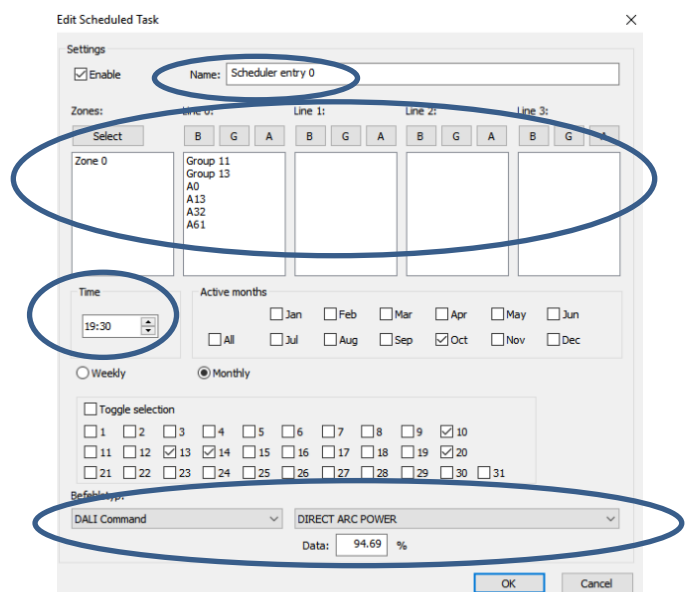 Edit Scheduled Task
Settings
Enable Name: Scheduler entry 0
Zones: Line 0: Line 1: Line 2: Line 3:
Select B G A B G A B G A B G A
Zone 0 Group 11
Group 13
A0
A13
A32
A61
Time Active months
Jan Feb Mar Apr May Jun
19:30
All Jul Aug Sep Oct Nov Dec
Weekly Monthly
Toggle selection
1 2 3 4 5 6 7 8 9 10
11 12 13 14 15 16 17 18 19 20
21 22 23 24 25 26 27 28 29 30 31
Befehlstyp:
DALI Command DIRECT ARC POWER
Data: 94.69 %
OK Cancel